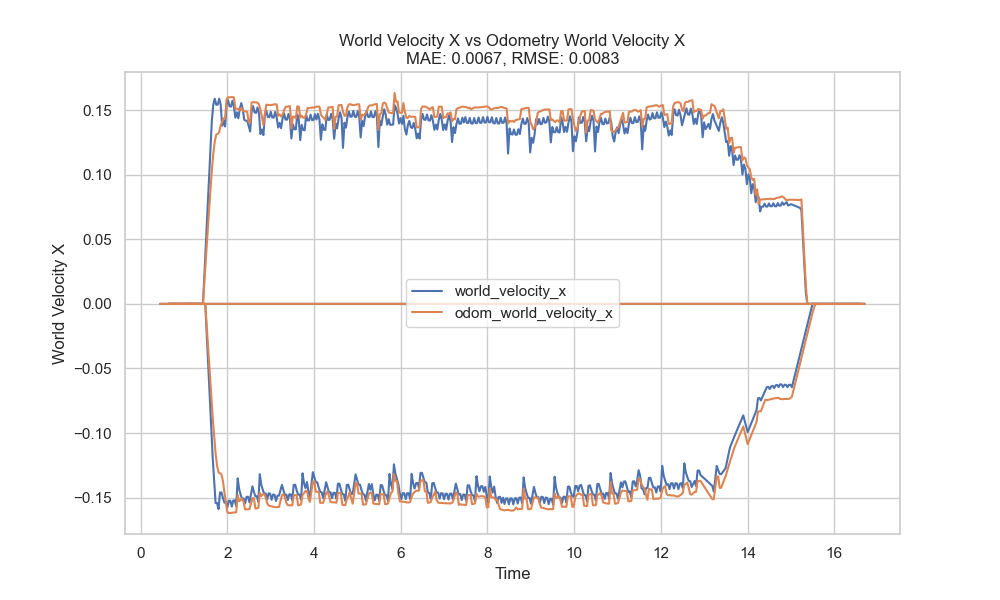 World Velocity X vs Odometry World Velocity X
MAE: 0.0067, RMSE: 0.0083
World Velocity X
0.15
0.10
0.05
0.00
−0.05
−0.10
−0.15
world_velocity_x
odom_world_velocity_x
0 2 4 6 8 10 12 14 16
Time